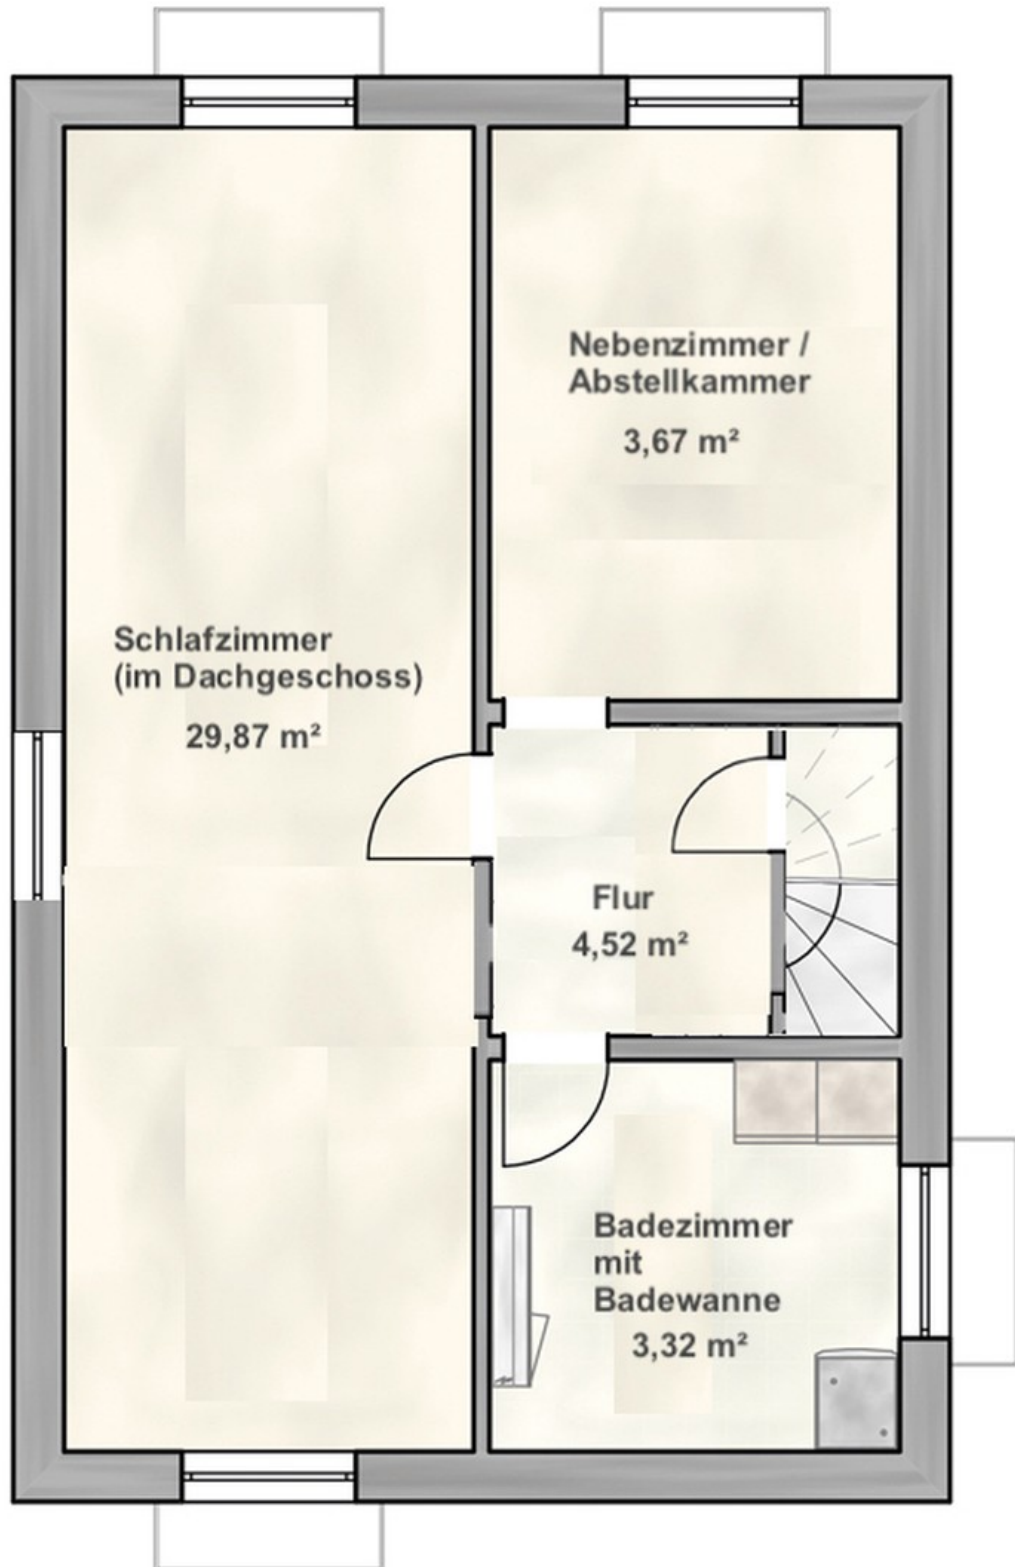 Nebenzimmer /
Abstellkammer
3,67 m²
Schlafzimmer
(im Dachgeschoss)
29,87 m²
Flur
4,52 m²
Badezimmer
mit
Badewanne
3,32 m²